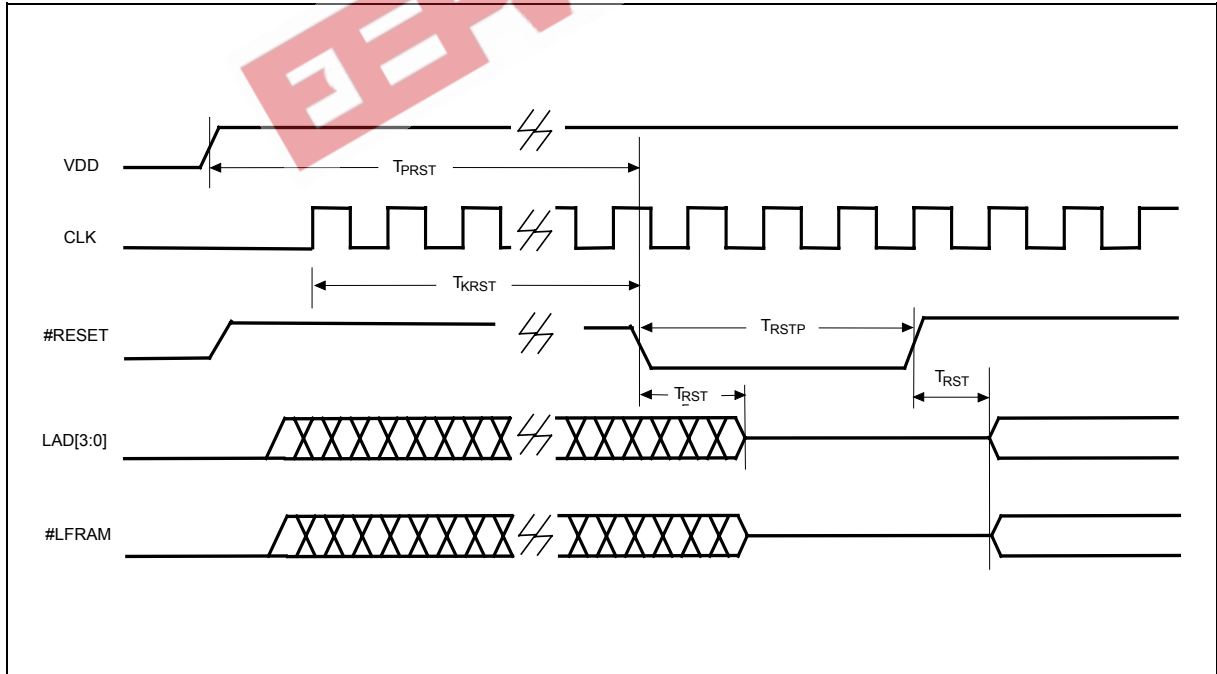 VDD
TPRST
CLK
TKRST
#RESET
TRSTP
TRST
TRST
LAD[3:0]
#LFRAM